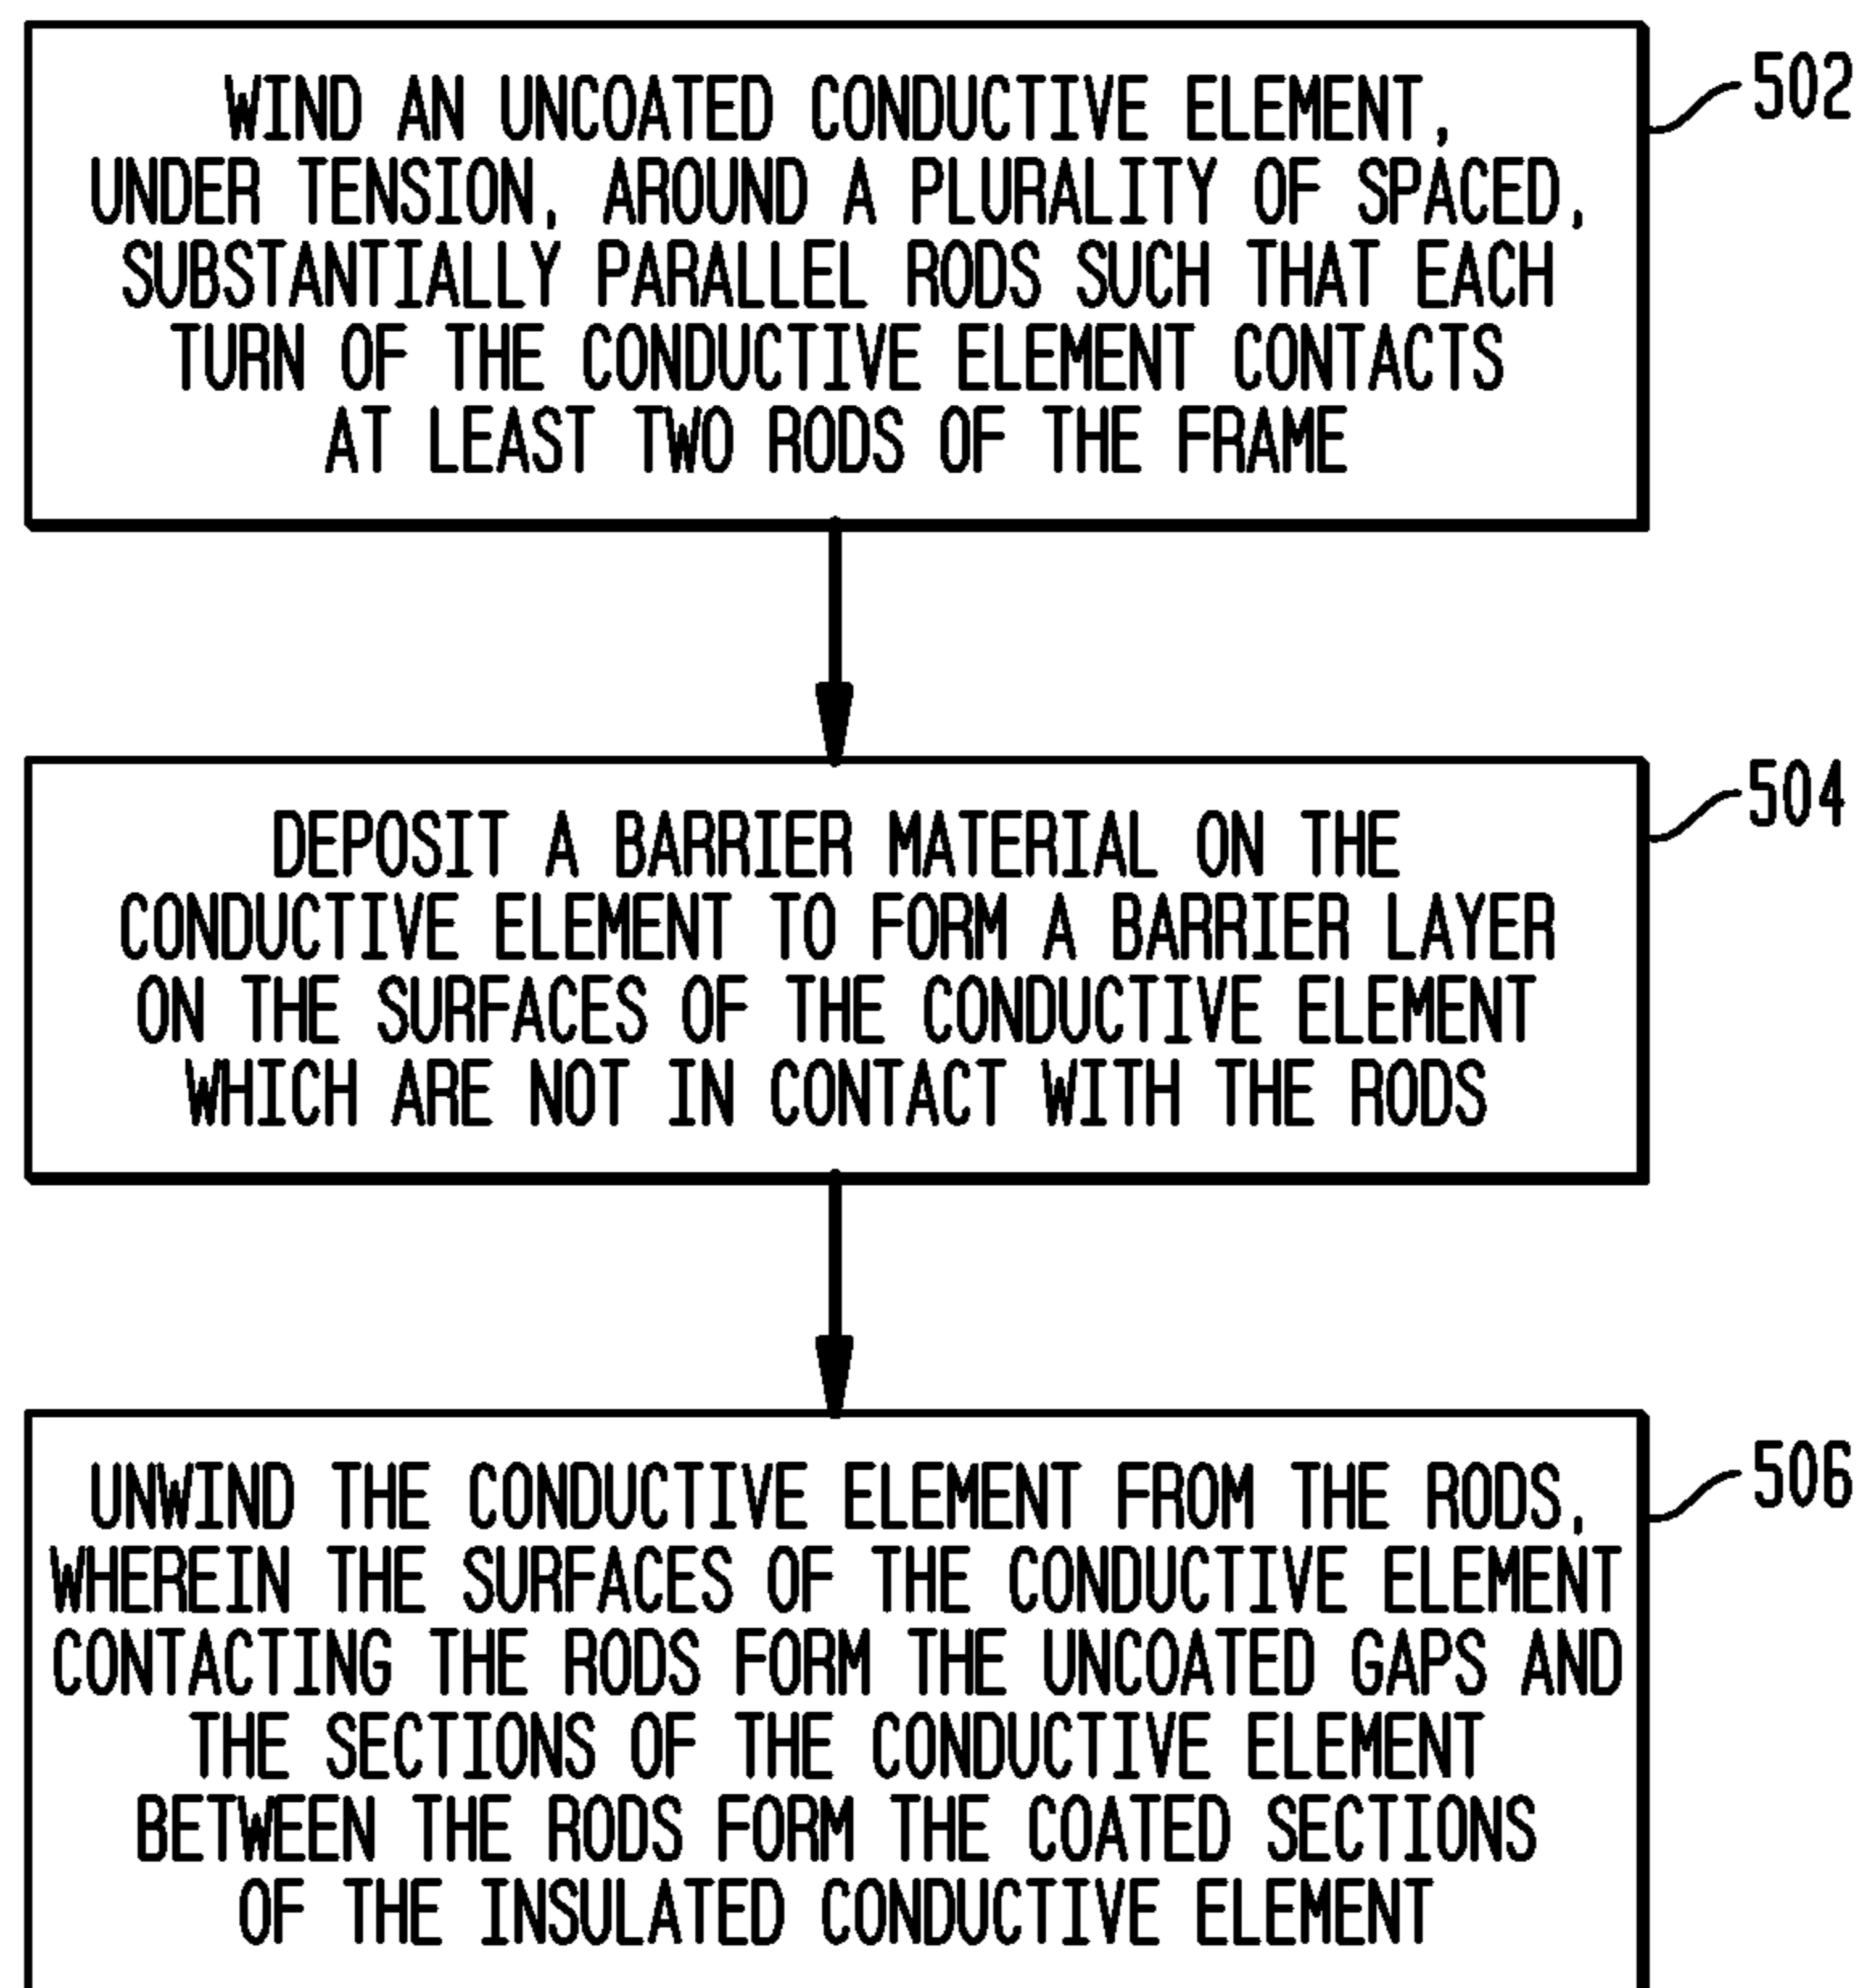 WIND AN UNCOATED CONDUCTIVE ELEMENT,
UNDER TENSION, AROUND A PLURALITY OF SPACED,
SUBSTANTIALLY PARALLEL RODS SUCH THAT EACH
TURN OF THE CONDUCTIVE ELEMENT CONTACTS
AT LEAST TWO RODS OF THE FRAME
502
DEPOSIT A BARRIER MATERIAL ON THE
CONDUCTIVE ELEMENT TO FORM A BARRIER LAYER
ON THE SURFACES OF THE CONDUCTIVE ELEMENT
WHICH ARE NOT IN CONTACT WITH THE RODS
504
UNWIND THE CONDUCTIVE ELEMENT FROM THE RODS,
WHEREIN THE SURFACES OF THE CONDUCTIVE ELEMENT
CONTACTING THE RODS FORM THE UNCOATED GAPS AND
THE SECTIONS OF THE CONDUCTIVE ELEMENT
BETWEEN THE RODS FORM THE COATED SECTIONS
OF THE INSULATED CONDUCTIVE ELEMENT
506